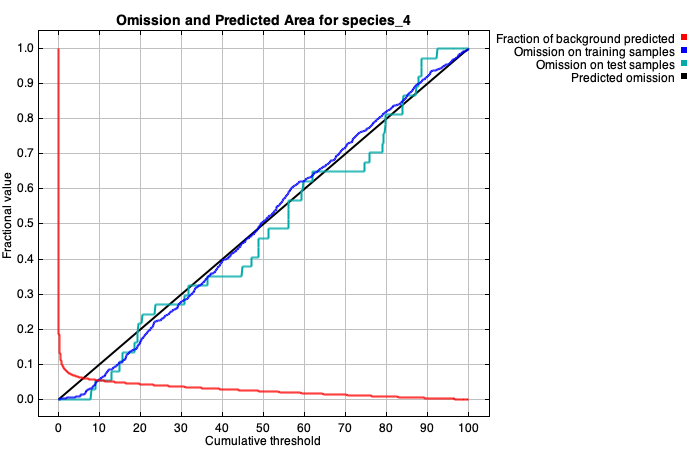 Omission and Predicted Area for species_4
Fraction of background predicted
Omission on training samples
Omission on test samples
Predicted omission
Fractional value
1.0
0.9
0.8
0.7
0.6
0.5
0.4
0.3
0.2
0.1
0.0
0 10 20 30 40 50 60 70 80 90 100
Cumulative threshold